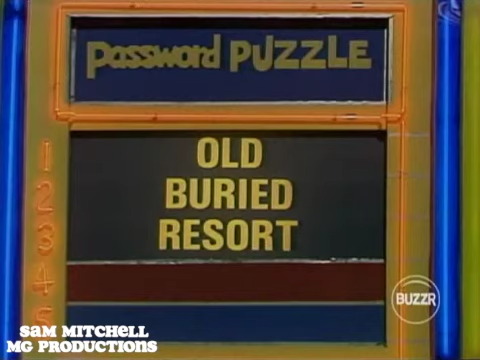 password PUZZLE
1
2
3
4
5
OLD
BURIED
RESORT
BUZZR
SAM MITCHELL
MG PRODUCTIONS